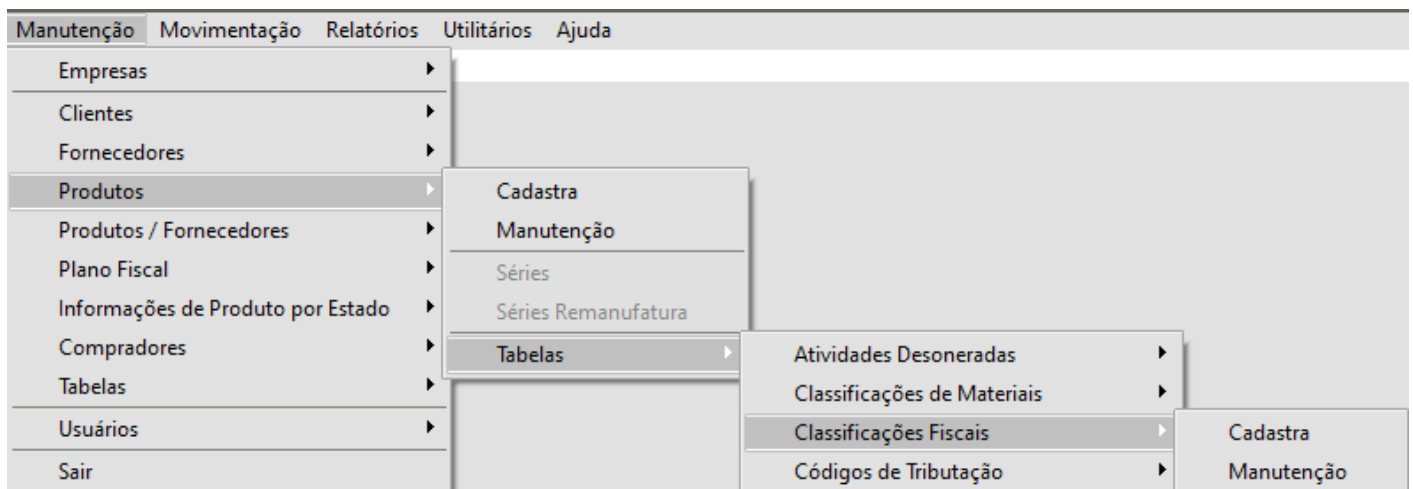 Manutenção Movimentação Relatórios Utilitários Ajuda
Empresas
Clientes
Fornecedores
Produtos
Produtos / Fornecedores
Plano Fiscal
Informações de Produto por Estado
Compradores
Tabelas
Usuários
Sair
Cadastra
Manutenção
Séries
Séries Remanufatura
Tabelas
Atividades Desoneradas
Classificações de Materiais
Classificações Fiscais
Códigos de Tributação
Cadastra
Manutenção